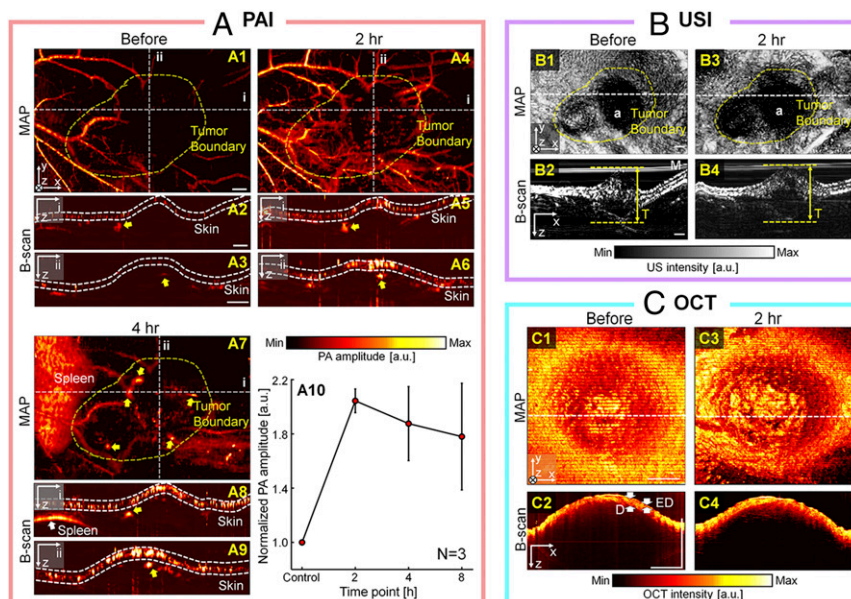 A PAI
Before
2 hr
MAP
A1
ii
i
Tumor
Boundary
y
z x
A4
ii
i
Tumor
Boundary
B-scan
A2
i
z
Skin
A5
i
z
Skin
A3
ii
z
Skin
A6
ii
z
Skin
4 hr
MAP
A7
ii
i
Spleen
Tumor
Boundary
B-scan
A8
i
z
Spleen
Skin
A9
ii
z
Skin
Min Max
PA amplitude [a.u.]
A10
Normalized PA amplitude [a.u.]
2.2
1.8
1.4
1.0
N=3
Control 2 4 8
Time point [h]
B USI
Before
2 hr
MAP
B1
a
Tumor
Boundary
y
z x
B3
a
Tumor
Boundary
B-scan
B2
M
T
x
z
B4
T
Min Max
US intensity [a.u.]
C OCT
Before
2 hr
MAP
C1
y
z x
C3
B-scan
C2
D
ED
x
z
C4
Min Max
OCT intensity [a.u.]